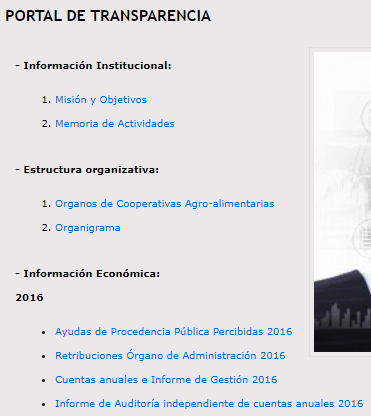 PORTAL DE TRANSPARENCIA
- Información Institucional:
1. Misión y Objetivos
2. Memoria de Actividades
- Estructura organizativa:
1. Organos de Cooperativas Agro-alimentarias
2. Organigrama
- Información Económica:
2016
• Ayudas de Procedencia Pública Percibidas 2016
• Retribuciones Órgano de Administración 2016
• Cuentas anuales e Informe de Gestión 2016
• Informe de Auditoría independiente de cuentas anuales 2016